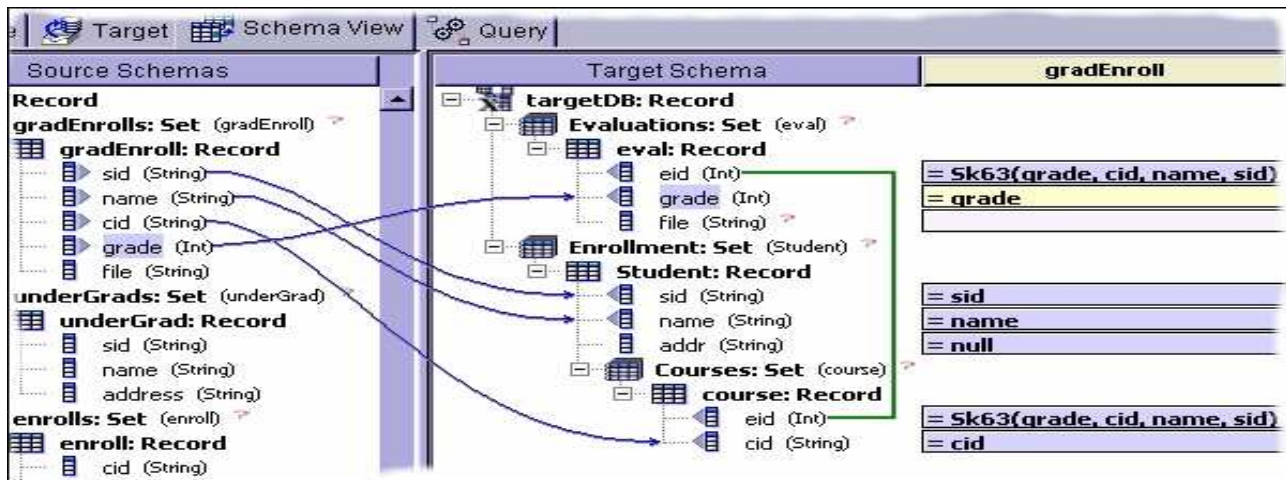 Target Schema View Query
Source Schemas
Record
gradEnrolls: Set (gradEnroll) ?
gradEnroll: Record
sid (String)
name (String)
cid (String)
grade (Int)
file (String)
underGrads: Set (underGrad) ?
underGrad: Record
sid (String)
name (String)
address (String)
enrolls: Set (enroll) ?
enroll: Record
cid (String)
Target Schema
targetDB: Record
Evaluations: Set (eval) ?
eval: Record
eid (Int)
grade (Int)
file (String) ?
Enrollment: Set (Student) ?
Student: Record
sid (String)
name (String)
addr (String)
Courses: Set (course) ?
course: Record
eid (Int)
cid (String)
gradEnroll
= Sk63(grade, cid, name, sid)
= grade
= sid
= name
= null
= Sk63(grade, cid, name, sid)
= cid